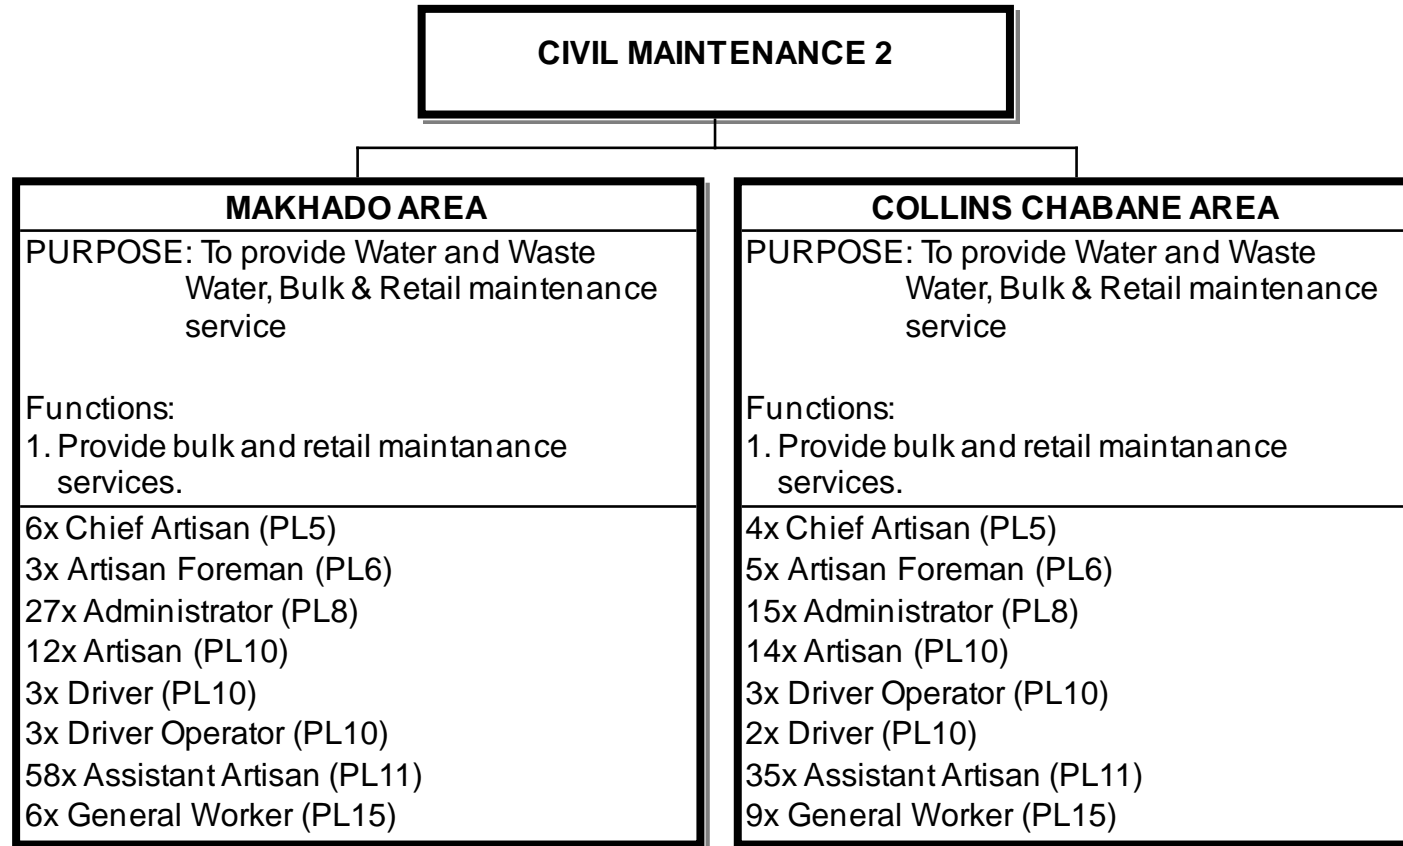 CIVIL MAINTENANCE 2
MAKHADO AREA
PURPOSE: To provide Water and Waste
Water, Bulk & Retail maintenance
service
Functions:
1. Provide bulk and retail maintanance
services.
6x Chief Artisan (PL5)
3x Artisan Foreman (PL6)
27x Administrator (PL8)
12x Artisan (PL10)
3x Driver (PL10)
3x Driver Operator (PL10)
58x Assistant Artisan (PL11)
6x General Worker (PL15)
COLLINS CHABANE AREA
PURPOSE: To provide Water and Waste
Water, Bulk & Retail maintenance
service
Functions:
1. Provide bulk and retail maintanance
services.
4x Chief Artisan (PL5)
5x Artisan Foreman (PL6)
15x Administrator (PL8)
14x Artisan (PL10)
3x Driver Operator (PL10)
2x Driver (PL10)
35x Assistant Artisan (PL11)
9x General Worker (PL15)